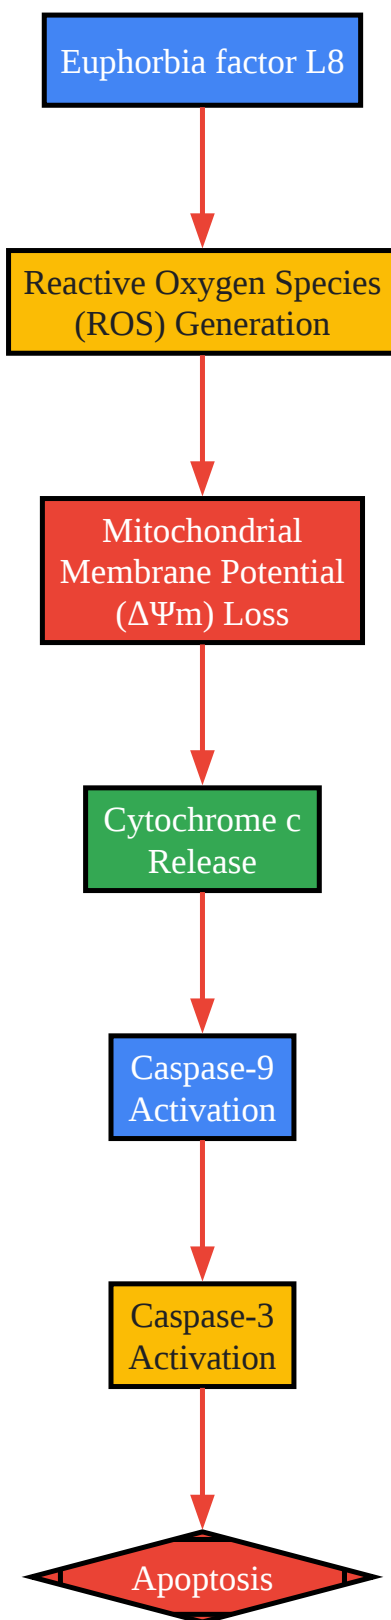 Euphorbia factor L8
Reactive Oxygen Species
(ROS) Generation
Mitochondrial
Membrane Potential
(ΔΨm) Loss
Cytochrome c
Release
Caspase-9
Activation
Caspase-3
Activation
Apoptosis